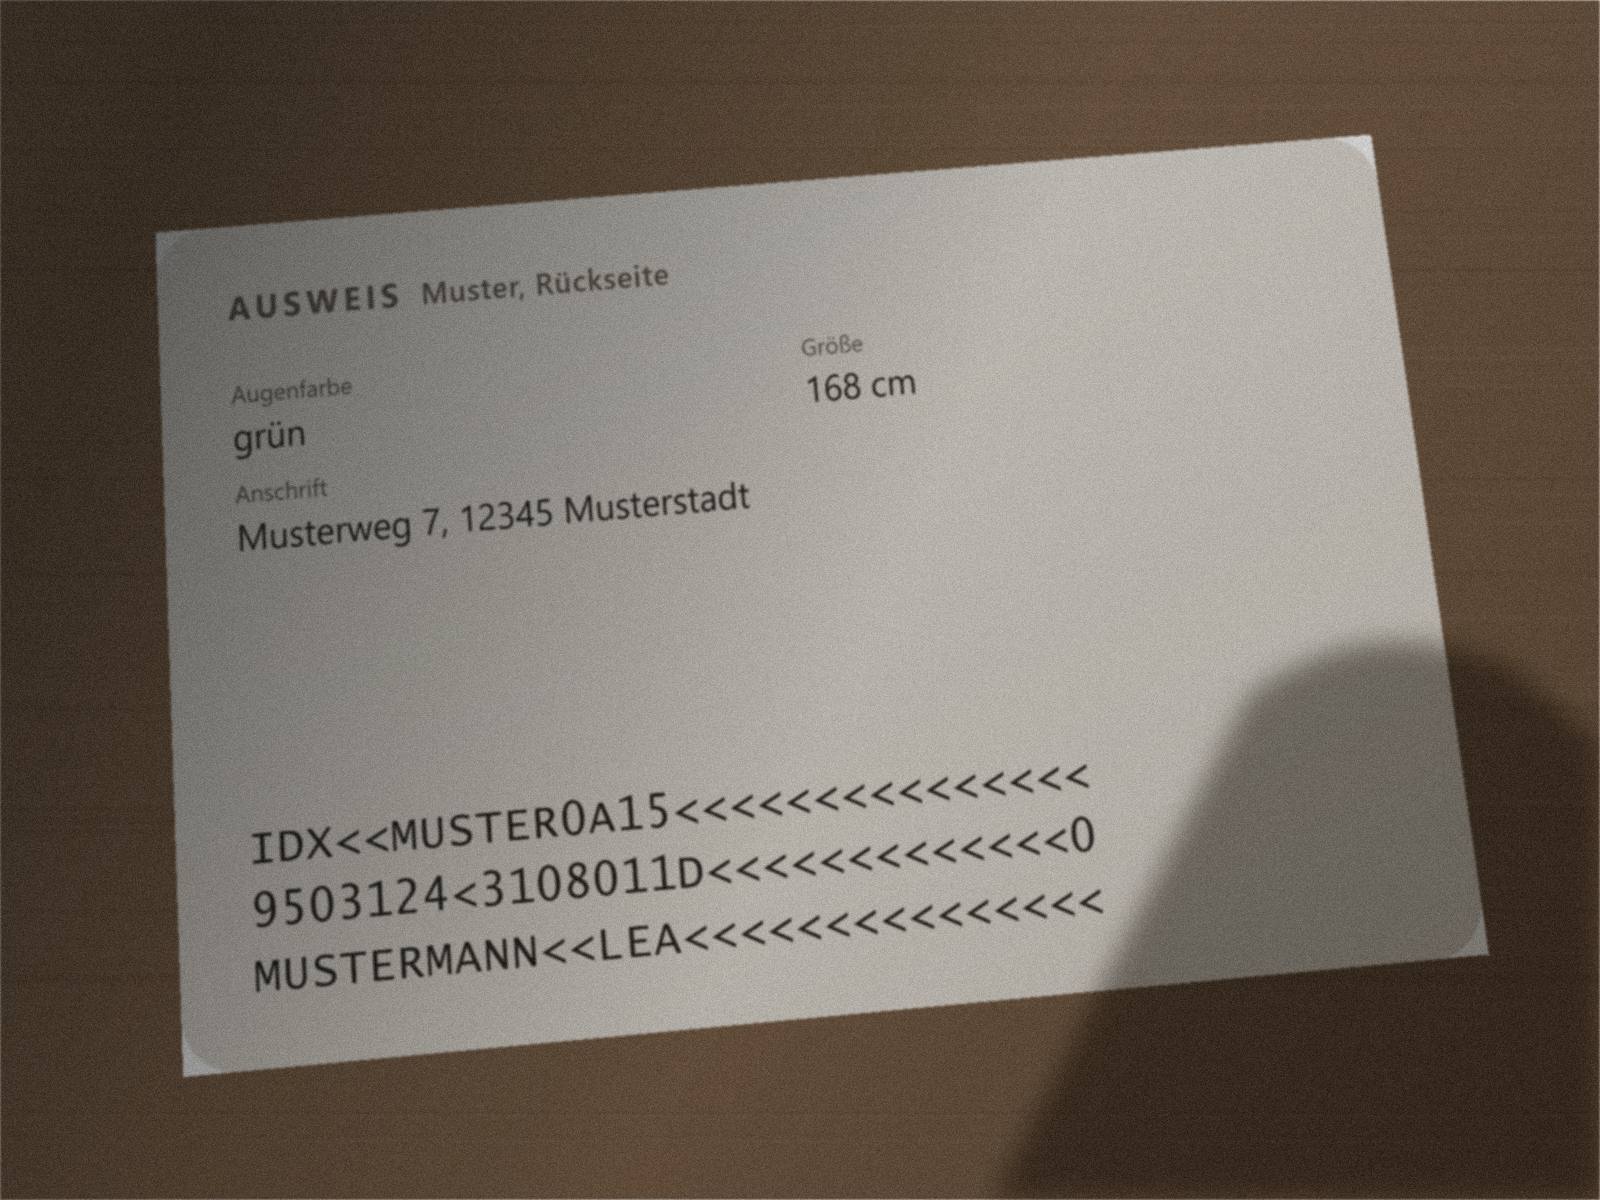 AUSWEIS Muster, Rückseite
Augenfarbe
grün
Größe
168 cm
Anschrift
Musterweg 7, 12345 Musterstadt
IDX<<MUSTER0A15<<<<<<<<<<<<<<<
9503124<3108011D<<<<<<<<<<<<<0
MUSTERMANN<<LEA<<<<<<<<<<<<<<<